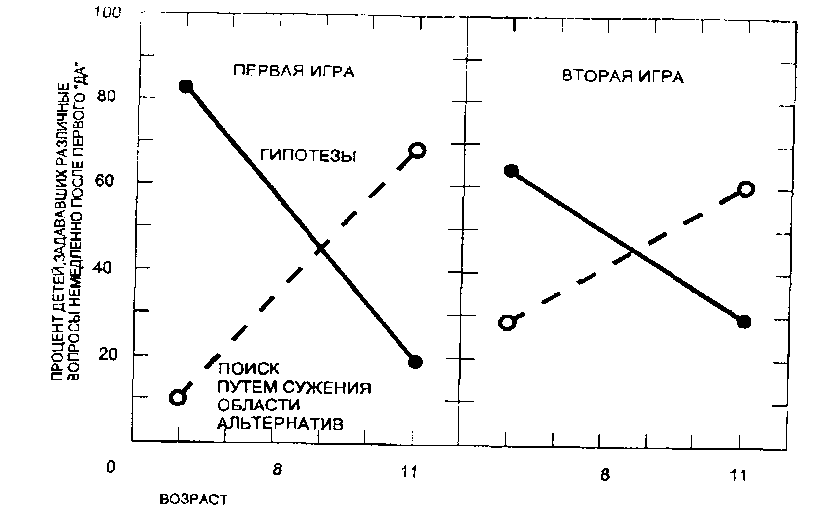 ПРОЦЕНТ ДЕТЕЙ, ЗАДАВАВШИХ РАЗЛИЧНЫЕ
ВОПРОСЫ НЕМЕДЛЕННО ПОСЛЕ ПЕРВОГО "ДА"
100
80
60
40
20
0
ПЕРВАЯ ИГРА
ГИПОТЕЗЫ
ПОИСК
ПУТЕМ СУЖЕНИЯ
ОБЛАСТИ
АЛЬТЕРНАТИВ
8
11
ВТОРАЯ ИГРА
8
11
ВОЗРАСТ